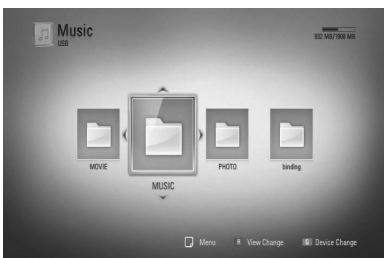 Music
USB
932 MB/1908 MB
MOVIE
MUSIC
PHOTO
binding
Menu
R View Change
G Device Change